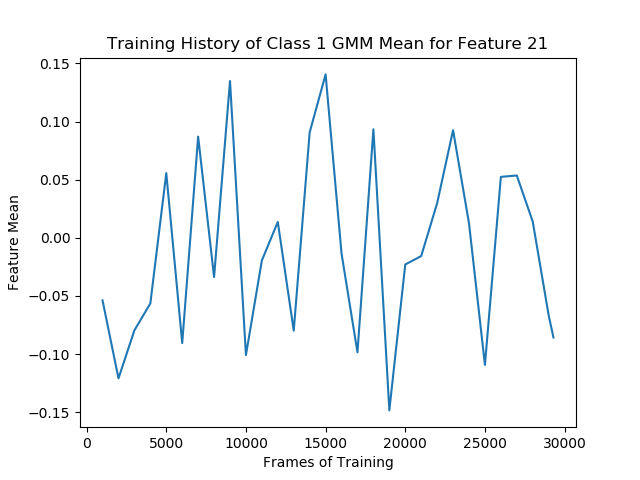 Training History of Class 1 GMM Mean for Feature 21
0.15
0.10
0.05
0.00
−0.05
−0.10
−0.15
Feature Mean
0 5000 10000 15000 20000 25000 30000
Frames of Training